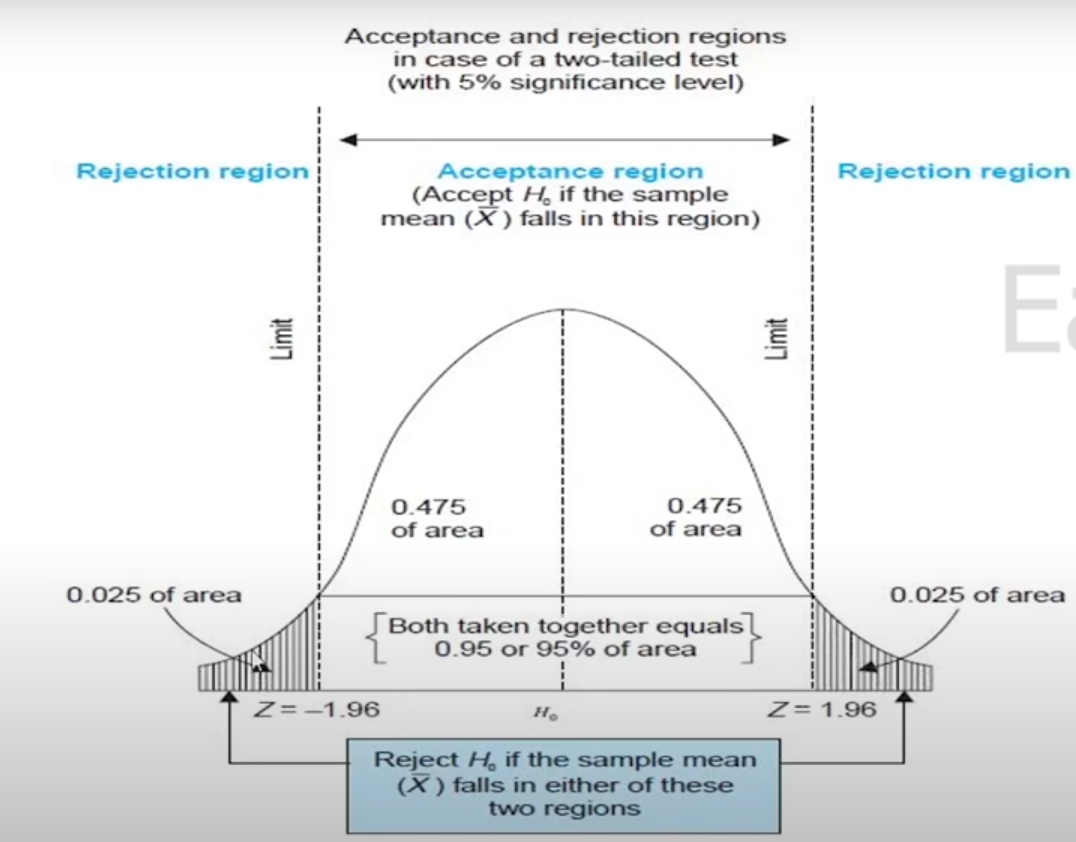 Acceptance and rejection regions
in case of a two-tailed test
(with 5% significance level)
Rejection region
Acceptance region
Rejection region
(Accept H₀ if the sample
mean (X̅) falls in this region)
Limit
Limit
0.475
of area
0.475
of area
0.025 of area
0.025 of area
Both taken together equals
0.95 or 95% of area
Z = –1.96
H₀
Z = 1.96
Reject H₀ if the sample mean
(X̅) falls in either of these
two regions